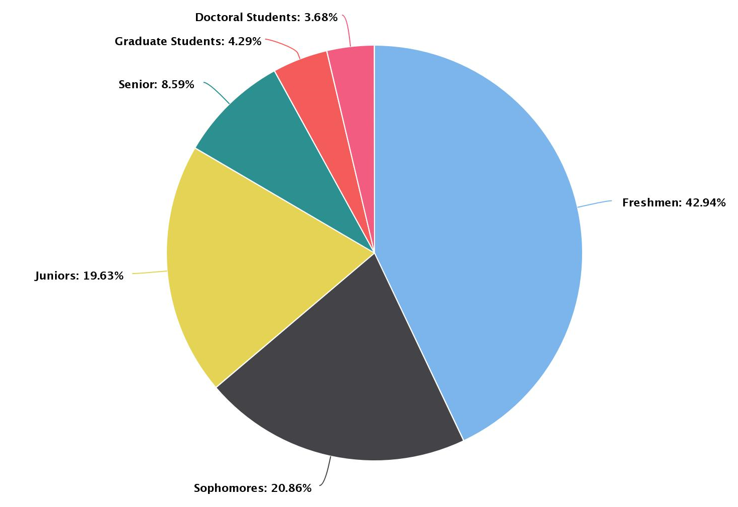 Doctoral Students: 3.68%
Graduate Students: 4.29%
Senior: 8.59%
Freshmen: 42.94%
Juniors: 19.63%
Sophomores: 20.86%